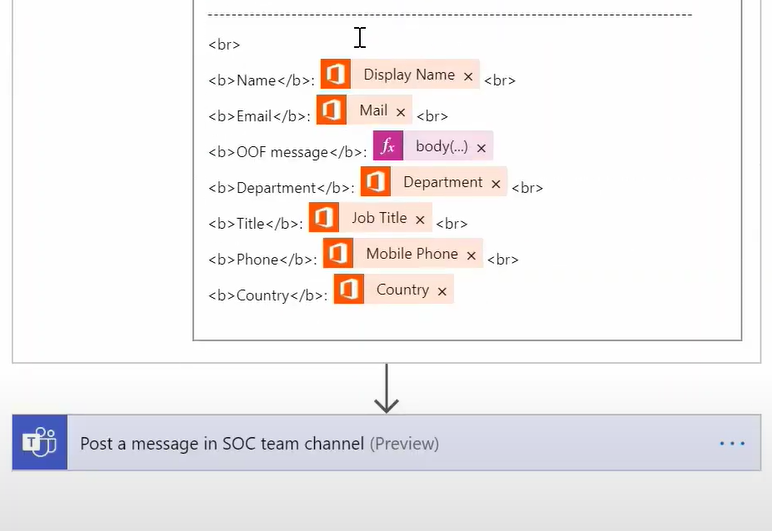 --------------------------------------------------------------------------------
<br>
<b>Name</b>: Display Name × <br>
<b>Email</b>: Mail × <br>
<b>OOF message</b>: fx body(...) ×
<b>Department</b>: Department × <br>
<b>Title</b>: Job Title × <br>
<b>Phone</b>: Mobile Phone × <br>
<b>Country</b>: Country ×
T Post a message in SOC team channel (Preview) ...